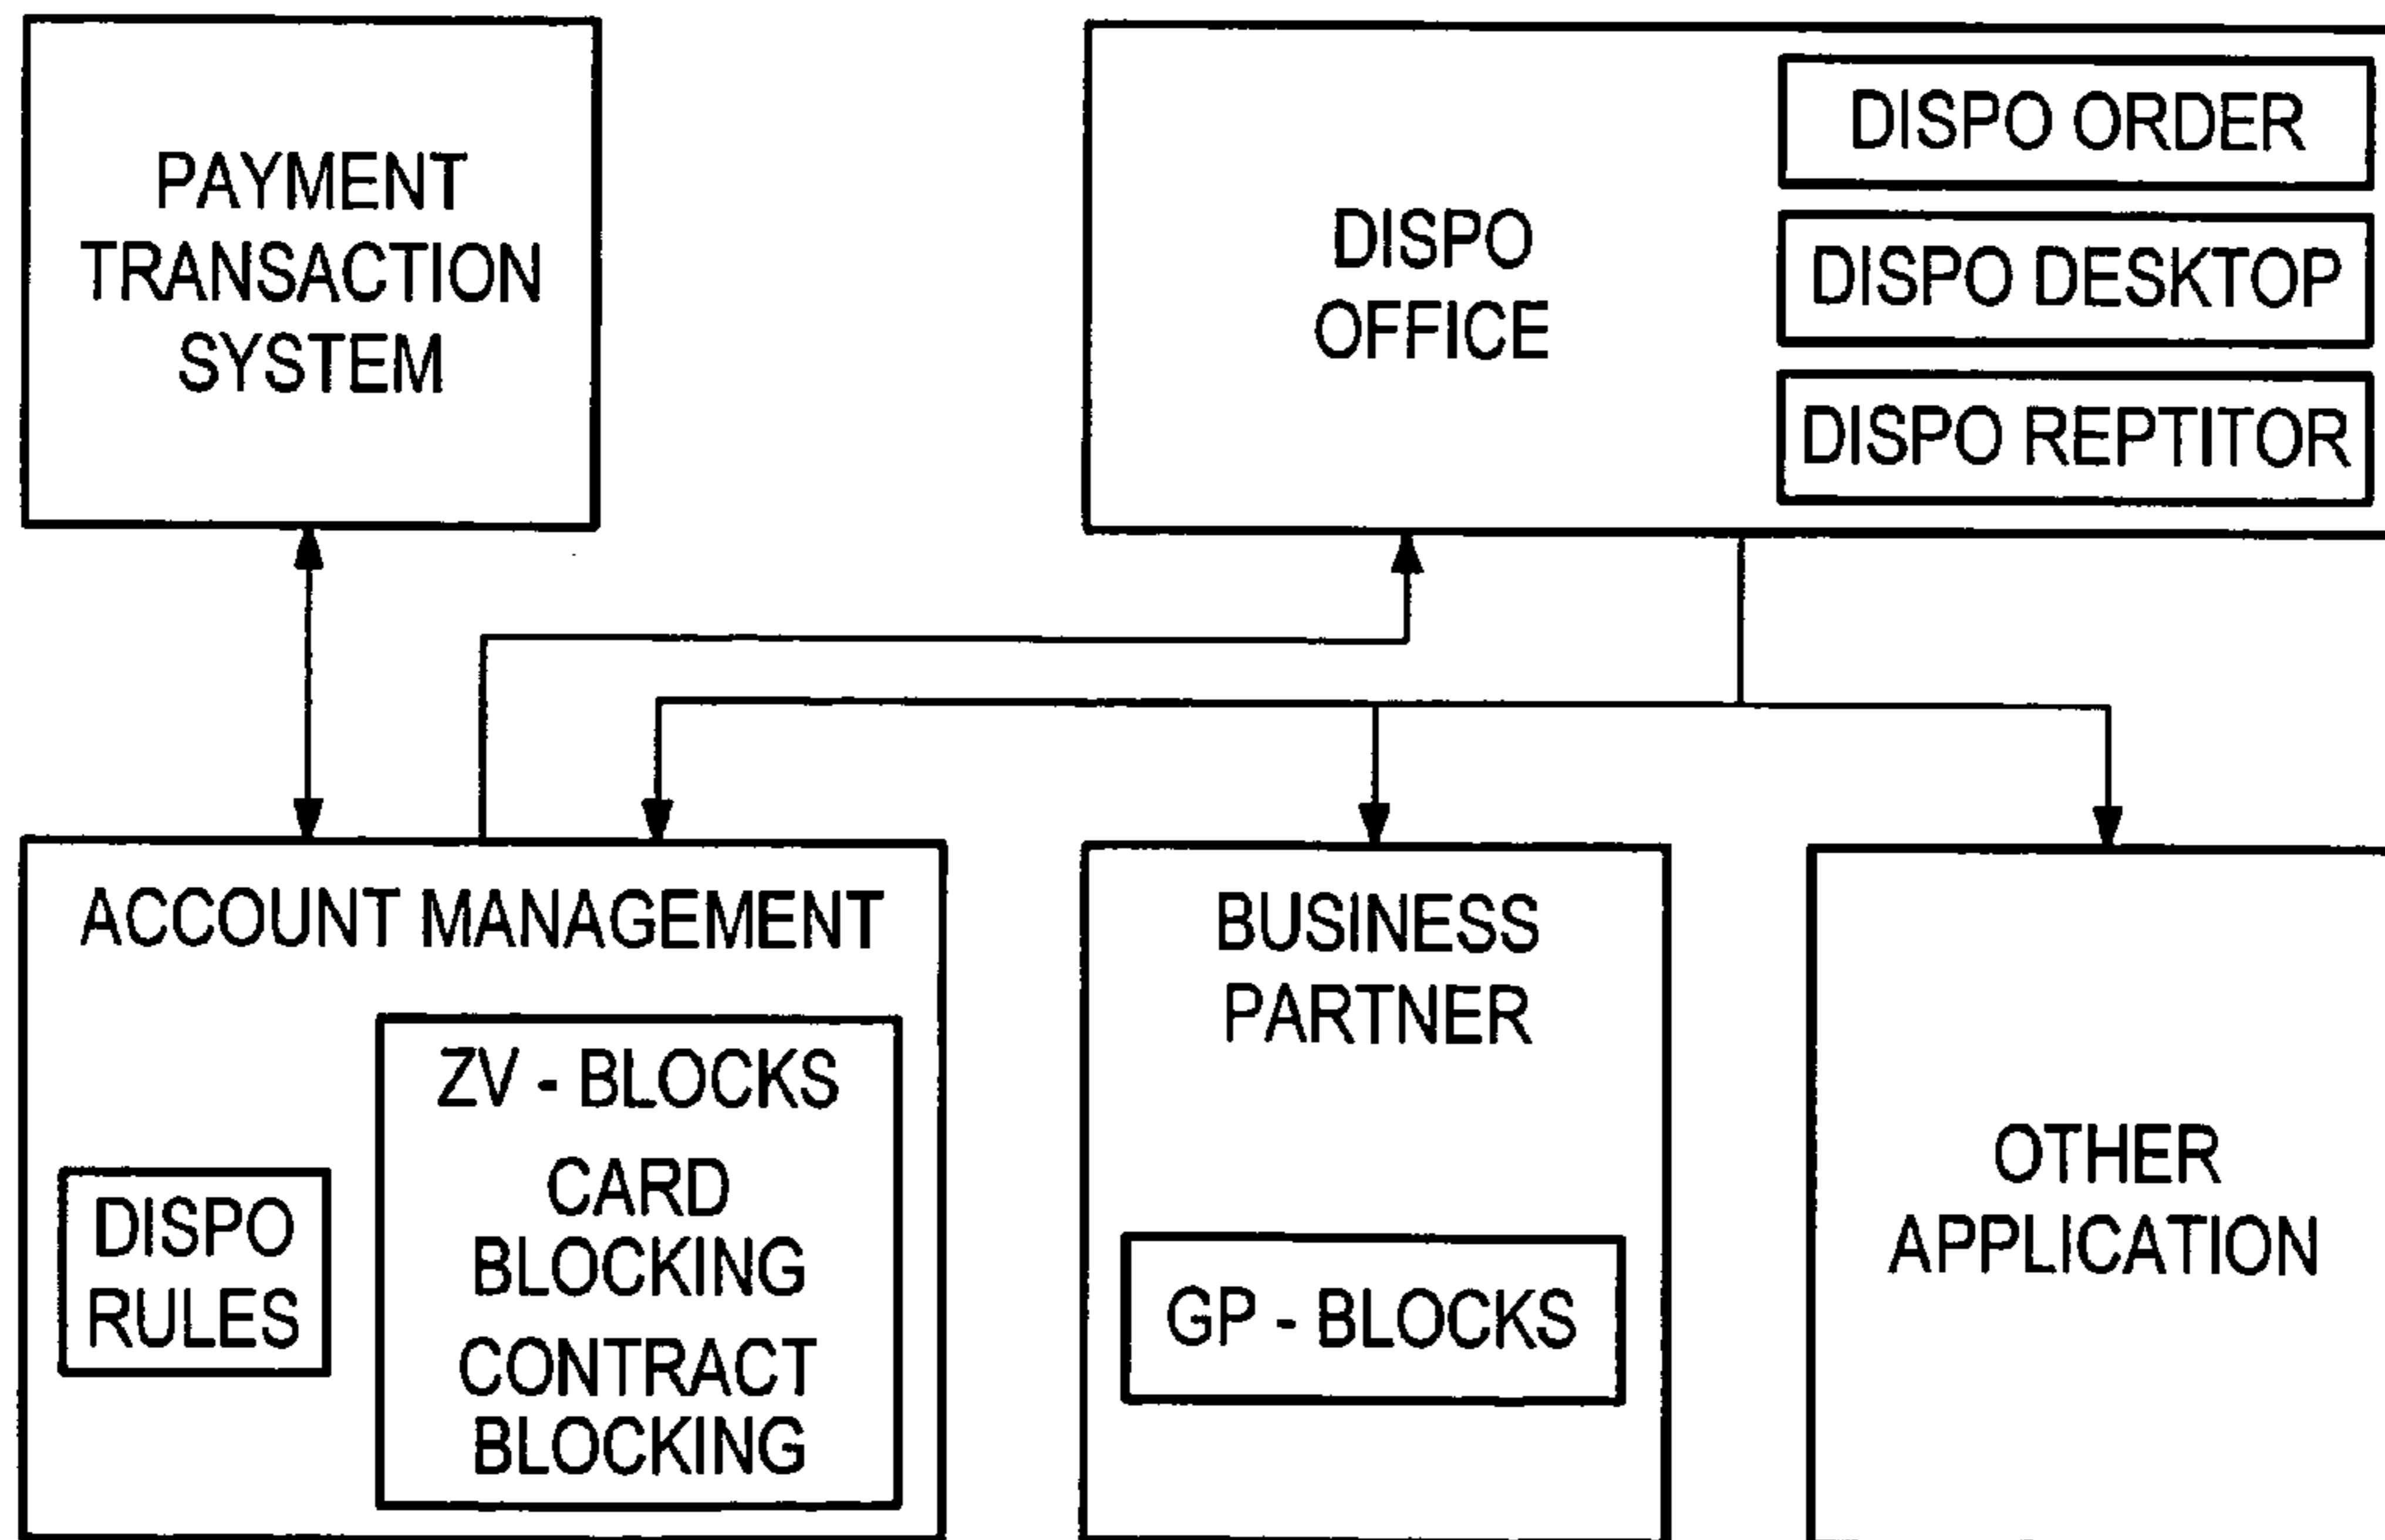 PAYMENT
TRANSACTION
SYSTEM
DISPO
OFFICE
DISPO ORDER
DISPO DESKTOP
DISPO REPTITOR
ACCOUNT MANAGEMENT
DISPO
RULES
ZV - BLOCKS
CARD
BLOCKING
CONTRACT
BLOCKING
BUSINESS
PARTNER
GP - BLOCKS
OTHER
APPLICATION